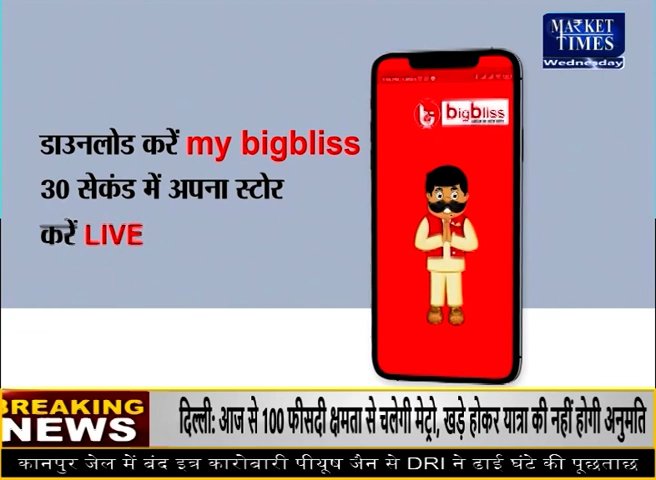 MARKET
TIMES
Wednesday
डाउनलोड करें my bigbliss
30 सेकंड में अपना स्टोर
करें LIVE
bigbliss
BREAKING
NEWS
दिल्ली: आज से 100 फीसदी क्षमता से चलेगी मेट्रो, खड़े होकर यात्रा की नहीं होगी अनुमति
कानपुर जेल में बंद इत्र कारोबारी पीयूष जैन से DRI ने ढाई घंटे की पूछताछ